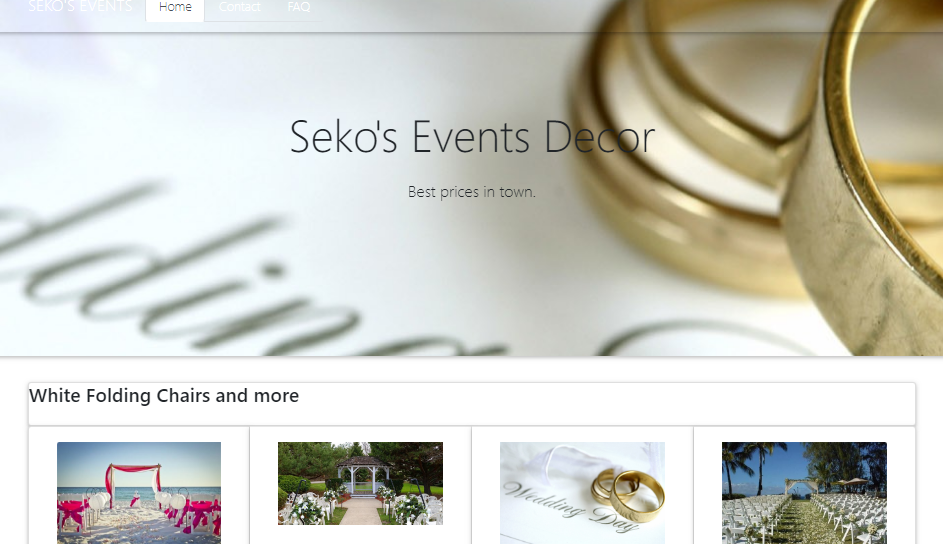 SEKO'S EVENTS Home Contact FAQ
Seko's Events Decor
Best prices in town.
dding
White Folding Chairs and more
Wedding Day